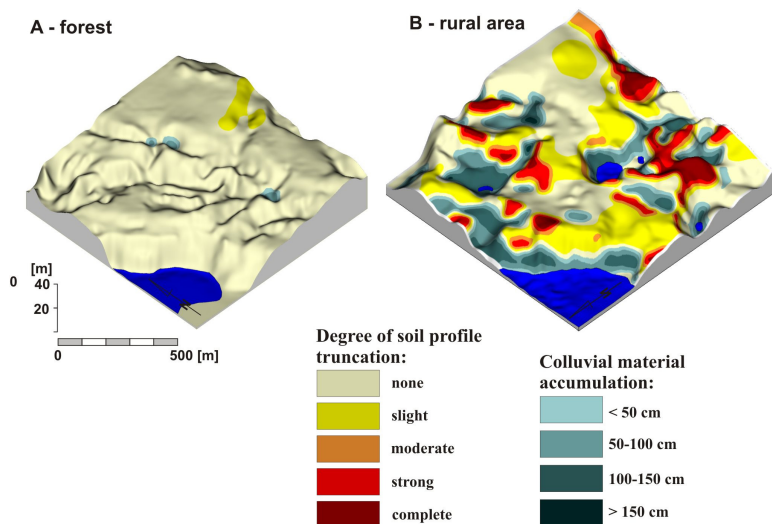 A - forest
B - rural area
0
[m]
40
20
0
500 [m]
Degree of soil profile
truncation:
none
slight
moderate
strong
complete
Colluvial material
accumulation:
< 50 cm
50-100 cm
100-150 cm
> 150 cm